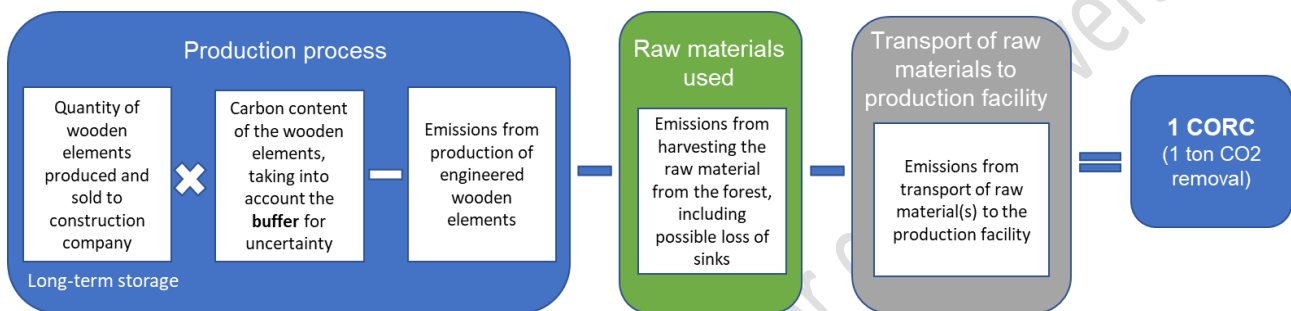 Production process
Quantity of
wooden
elements
produced and
sold to
construction
company
Carbon content
of the wooden
elements,
taking into
account the
buffer for
uncertainty
Emissions from
production of
engineered
wooden
elements
Long-term storage
Raw materials
used
Emissions from
harvesting the
raw material
from the forest,
including
possible loss of
sinks
Transport of raw
materials to
production facility
Emissions from
transport of raw
material(s) to the
production facility
1 CORC
(1 ton CO2
removal)